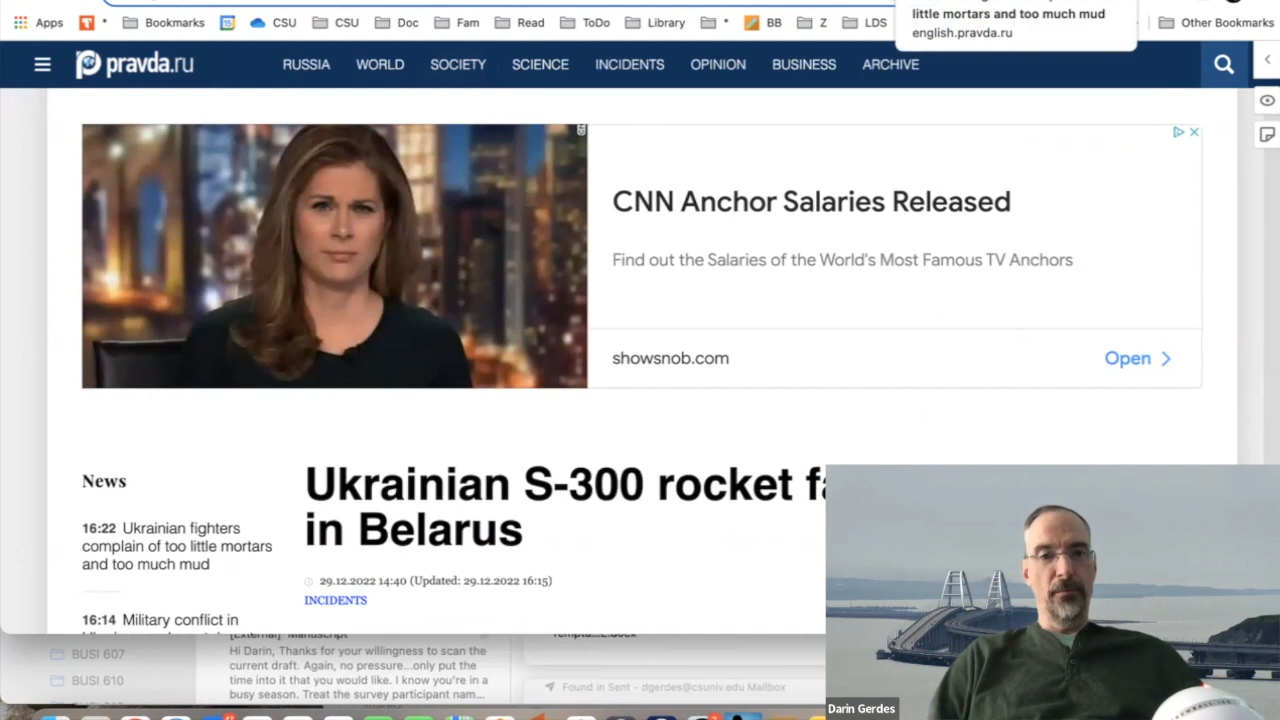 little mortars and too much mud
Apps
Bookmarks
15
CSU
CSU
Doc
Fam
Read
ToDo
Library
BB
Z
LDS
english.pravda.ru
Other Bookmarks
pravda.ru
RUSSIA
WORLD
SOCIETY
SCIENCE
INCIDENTS
OPINION
BUSINESS
ARCHIVE
CNN Anchor Salaries Released
Find out the Salaries of the World's Most Famous TV Anchors
showsnob.com
Open
News
16:22 Ukrainian fighters
complain of too little mortars
and too much mud
16:14 Military conflict in
Ukrainian S-300 rocket
in Belarus
29.12.2022 14:40 (Updated: 29.12.2022 16:15)
INCIDENTS
BUSI 607
BUSI 610
[External] Manuscript
Hi Darin, Thanks for your willingness to scan the
current draft. Again, no pressure...only put the
time into it that you would like. I know you're in a
busy season. Treat the survey participant nam...
Found in Sent - dgerdes@csuniv.edu Mailbox
Darin Gerdes